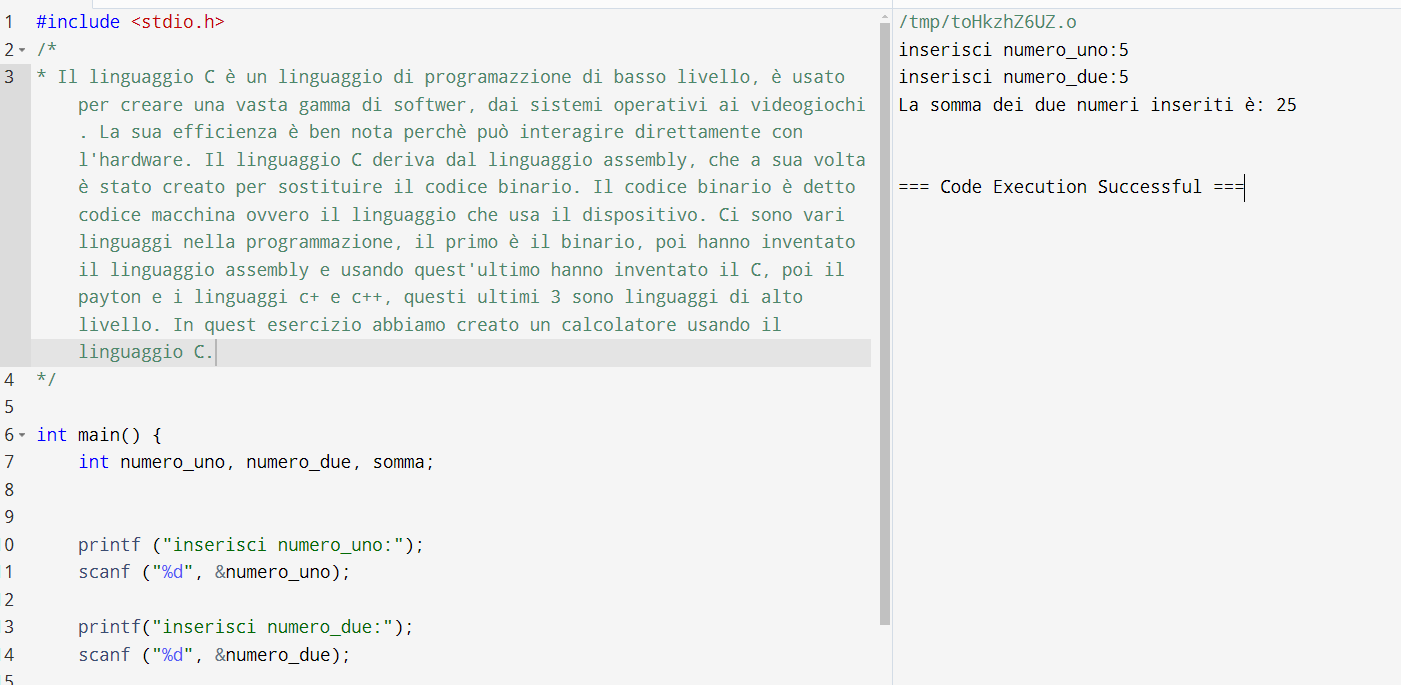 1 #include <stdio.h>
2 /*
3 * Il linguaggio C è un linguaggio di programazzione di basso livello, è usato
per creare una vasta gamma di softwer, dai sistemi operativi ai videogiochi
. La sua efficienza è ben nota perchè può interagire direttamente con
l'hardware. Il linguaggio C deriva dal linguaggio assembly, che a sua volta
è stato creato per sostituire il codice binario. Il codice binario è detto
codice macchina ovvero il linguaggio che usa il dispositivo. Ci sono vari
linguaggi nella programmazione, il primo è il binario, poi hanno inventato
il linguaggio assembly e usando quest'ultimo hanno inventato il C, poi il
payton e i linguaggi c+ e c++, questi ultimi 3 sono linguaggi di alto
livello. In quest esercizio abbiamo creato un calcolatore usando il
linguaggio C.
4 */
5
6 int main() {
7 int numero_uno, numero_due, somma;
8
9
0 printf ("inserisci numero_uno:");
1 scanf ("%d", &numero_uno);
2
3 printf("inserisci numero_due:");
4 scanf ("%d", &numero_due);
5
/tmp/toHkzhZ6UZ.o
inserisci numero_uno:5
inserisci numero_due:5
La somma dei due numeri inseriti è: 25
=== Code Execution Successful ===